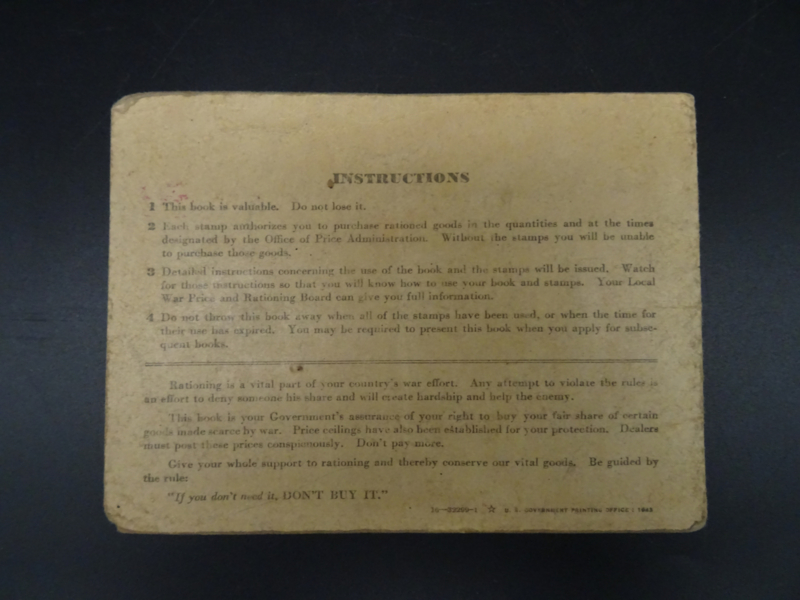 INSTRUCTIONS
1 This book is valuable. Do not lose it.
2 Each stamp authorizes you to purchase rationed goods in the quantities and at the times
designated by the Office of Price Administration. Without the stamps you will be unable
to purchase those goods.
3 Detailed instructions concerning the use of the book and the stamps will be issued. Watch
for those instructions so that you will know how to use your book and stamps. Your Local
War Price and Rationing Board can give you full information.
4 Do not throw this book away when all of the stamps have been used, or when the time for
their use has expired. You may be required to present this book when you apply for subse-
quent books.
Rationing is a vital part of your country's war effort. Any attempt to violate the rules is
an effort to deny someone his share and will create hardship and help the enemy.
This book is your Government's assurance of your right to buy your fair share of certain
goods made scarce by war. Price ceilings have also been established for your protection. Dealers
must post these prices conspicuously. Don't pay more.
Give your whole support to rationing and thereby conserve our vital goods. Be guided by
the rule:
"If you don't need it, DON'T BUY IT."
☆ U. S. GOVERNMENT PRINTING OFFICE : 1943